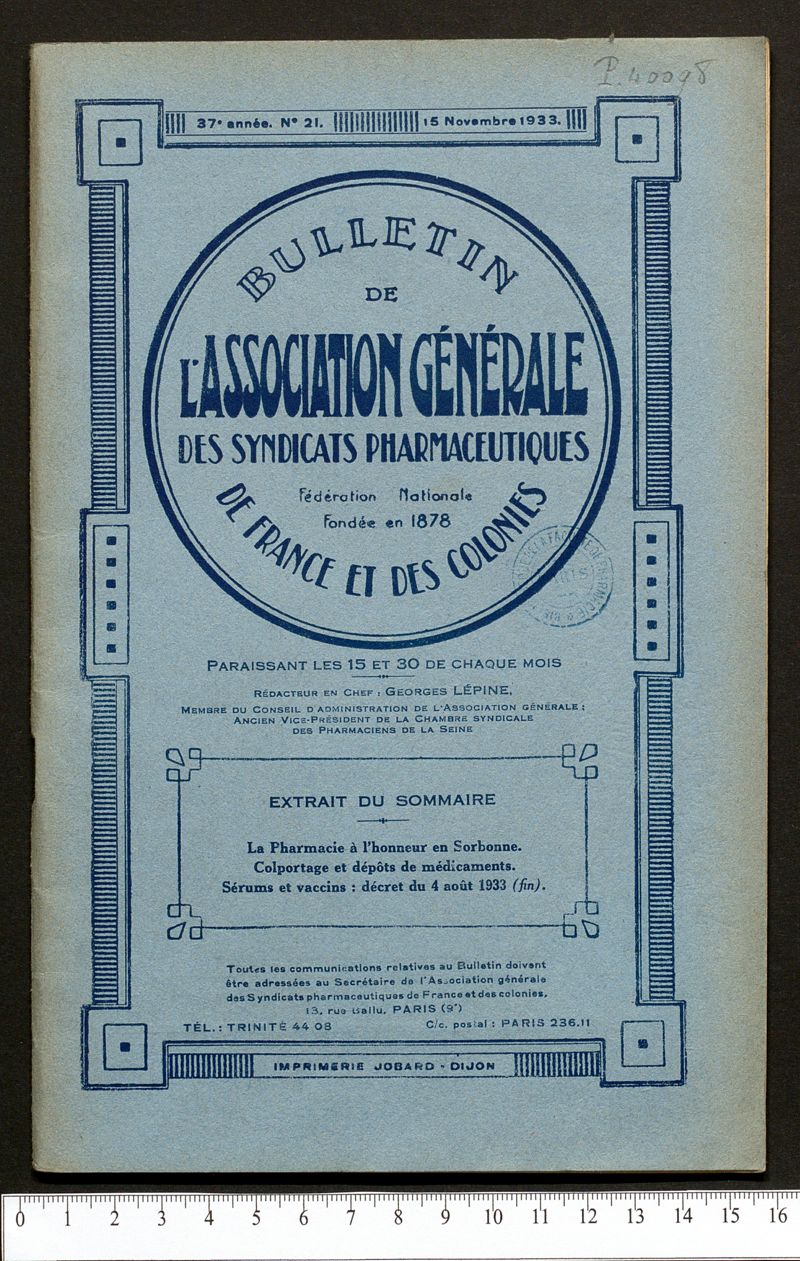 P. 40098
37e année. N° 21. 15 Novembre 1933.
BULLETIN
DE
L'ASSOCIATION GÉNÉRALE
DES SYNDICATS PHARMACEUTIQUES
Fédération Nationale
Fondée en 1878
DE FRANCE ET DES COLONIES
PARAISSANT LES 15 ET 30 DE CHAQUE MOIS
RÉDACTEUR EN CHEF : GEORGES LÉPINE,
MEMBRE DU CONSEIL D'ADMINISTRATION DE L'ASSOCIATION GÉNÉRALE ;
ANCIEN VICE-PRÉSIDENT DE LA CHAMBRE SYNDICALE
DES PHARMACIENS DE LA SEINE
EXTRAIT DU SOMMAIRE
La Pharmacie à l'honneur en Sorbonne.
Colportage et dépôts de médicaments.
Sérums et vaccins : décret du 4 août 1933 (fin).
Toutes les communications relatives au Bulletin doivent
être adressées au Secrétaire de l'Association générale
des Syndicats pharmaceutiques de France et des colonies,
13, rue Ballu, PARIS (9e)
TÉL. : TRINITÉ 44 08 C/c. postal : PARIS 236.11
IMPRIMERIE JOBARD - DIJON
0 1 2 3 4 5 6 7 8 9 10 11 12 13 14 15 16